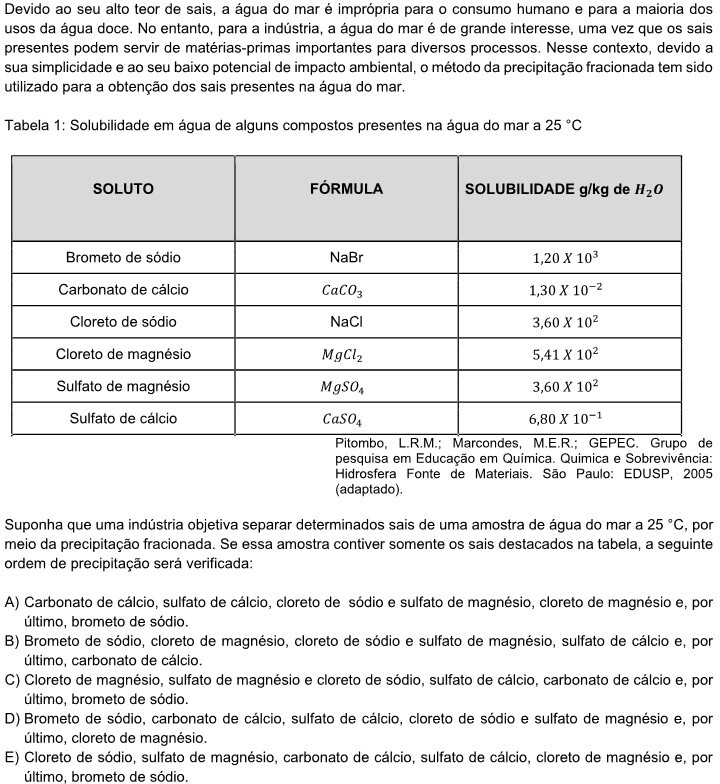 Devido ao seu alto teor de sais, a água do mar é imprópria para o consumo humano e para a maioria dos
usos da água doce. No entanto, para a indústria, a água do mar é de grande interesse, uma vez que os sais
presentes podem servir de matérias-primas importantes para diversos processos. Nesse contexto, devido a
sua simplicidade e ao seu baixo potencial de impacto ambiental, o método da precipitação fracionada tem sido
utilizado para a obtenção dos sais presentes na água do mar.
Tabela 1: Solubilidade em água de alguns compostos presentes na água do mar a 25 °C
SOLUTO FÓRMULA SOLUBILIDADE g/kg de H₂O
Brometo de sódio NaBr 1,20 X 10³
Carbonato de cálcio CaCO₃ 1,30 X 10⁻²
Cloreto de sódio NaCl 3,60 X 10²
Cloreto de magnésio MgCl₂ 5,41 X 10²
Sulfato de magnésio MgSO₄ 3,60 X 10²
Sulfato de cálcio CaSO₄ 6,80 X 10⁻¹
Pitombo, L.R.M.; Marcondes, M.E.R.; GEPEC. Grupo de
pesquisa em Educação em Química. Quimica e Sobrevivência:
Hidrosfera Fonte de Materiais. São Paulo: EDUSP, 2005
(adaptado).
Suponha que uma indústria objetiva separar determinados sais de uma amostra de água do mar a 25 °C, por
meio da precipitação fracionada. Se essa amostra contiver somente os sais destacados na tabela, a seguinte
ordem de precipitação será verificada:
A) Carbonato de cálcio, sulfato de cálcio, cloreto de sódio e sulfato de magnésio, cloreto de magnésio e, por
último, brometo de sódio.
B) Brometo de sódio, cloreto de magnésio, cloreto de sódio e sulfato de magnésio, sulfato de cálcio e, por
último, carbonato de cálcio.
C) Cloreto de magnésio, sulfato de magnésio e cloreto de sódio, sulfato de cálcio, carbonato de cálcio e, por
último, brometo de sódio.
D) Brometo de sódio, carbonato de cálcio, sulfato de cálcio, cloreto de sódio e sulfato de magnésio e, por
último, cloreto de magnésio.
E) Cloreto de sódio, sulfato de magnésio, carbonato de cálcio, sulfato de cálcio, cloreto de magnésio e, por
último, brometo de sódio.